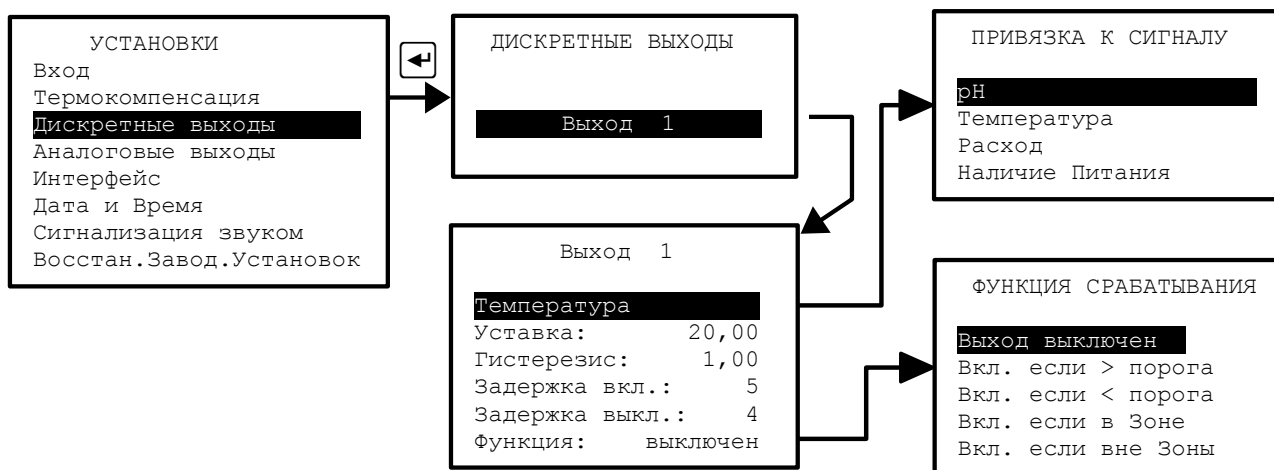 УСТАНОВКИ
Вход
Термокомпенсация
Дискретные выходы
Аналоговые выходы
Интерфейс
Дата и Время
Сигнализация звуком
Восстан.Завод.Установок
ДИСКРЕТНЫЕ ВЫХОДЫ
Выход 1
Выход 1
Температура
Уставка: 20,00
Гистерезис: 1,00
Задержка вкл.: 5
Задержка выкл.: 4
Функция: выключен
ПРИВЯЗКА К СИГНАЛУ
pH
Температура
Расход
Наличие Питания
ФУНКЦИЯ СРАБАТЫВАНИЯ
Выход выключен
Вкл. если > порога
Вкл. если < порога
Вкл. если в Зоне
Вкл. если вне Зоны